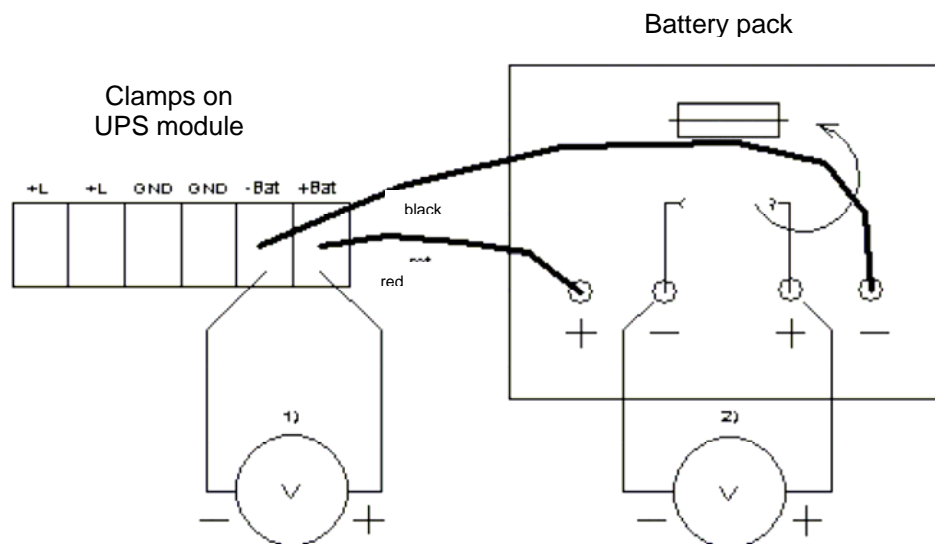 Battery pack
Clamps on
UPS module
+L +L GND GND -Bat +Bat
black
red
+ − + −
1) 2)
V V
− + − +